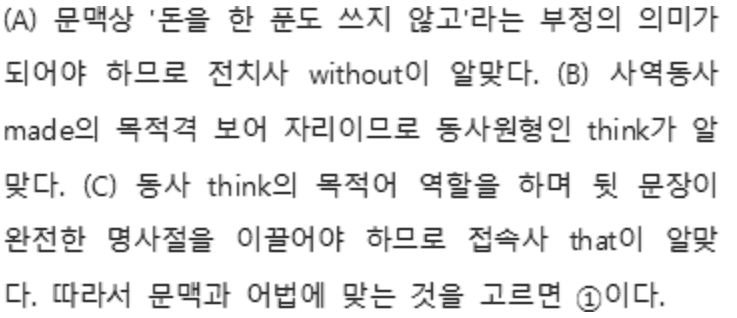 (A) 문맥상 '돈을 한 푼도 쓰지 않고'라는 부정의 의미가
되어야 하므로 전치사 without이 알맞다. (B) 사역동사
made의 목적격 보어 자리이므로 동사원형인 think가 알
맞다. (C) 동사 think의 목적어 역할을 하며 뒷 문장이
완전한 명사절을 이끌어야 하므로 접속사 that이 알맞
다. 따라서 문맥과 어법에 맞는 것을 고르면 ①이다.